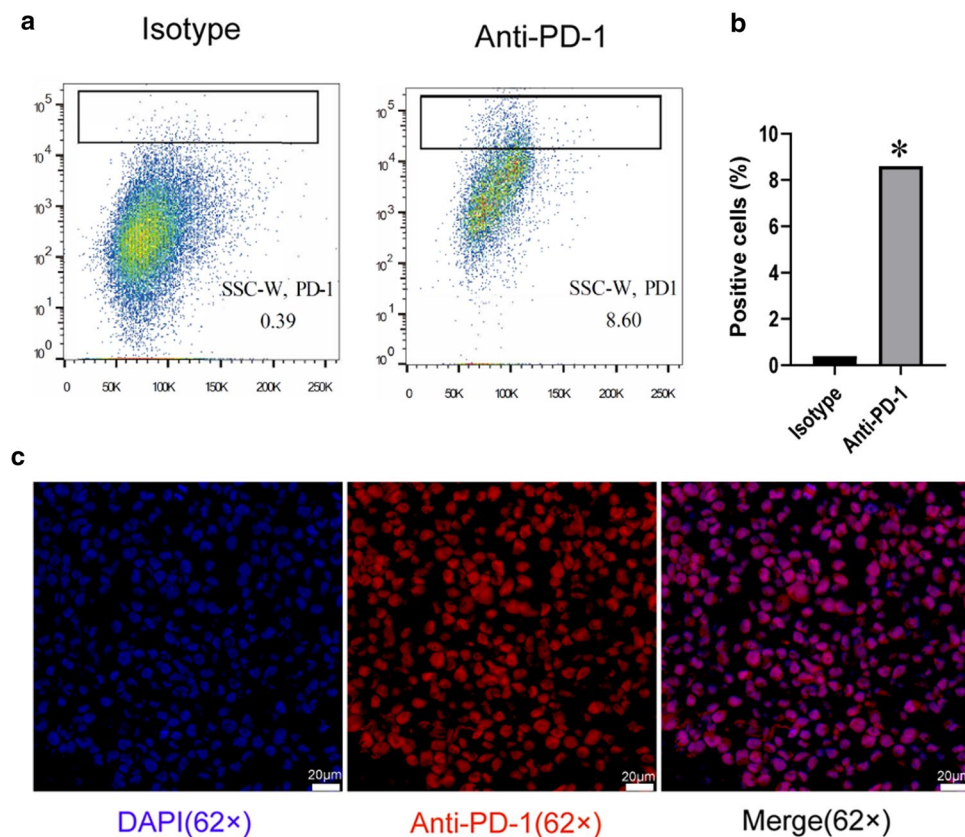 a
Isotype
Anti-PD-1
b
10^5
10^4
10^3
10^2
10^1
10^0
SSC-W, PD-1
0.39
0 50K 100K 150K 200K 250K
10^5
10^4
10^3
10^2
10^1
10^0
SSC-W, PD1
8.60
0 50K 100K 150K 200K 250K
Positive cells (%)
10
8
6
4
2
0
*
Isotype
Anti-PD-1
c
20μm
20μm
20μm
DAPI(62×)
Anti-PD-1(62×)
Merge(62×)